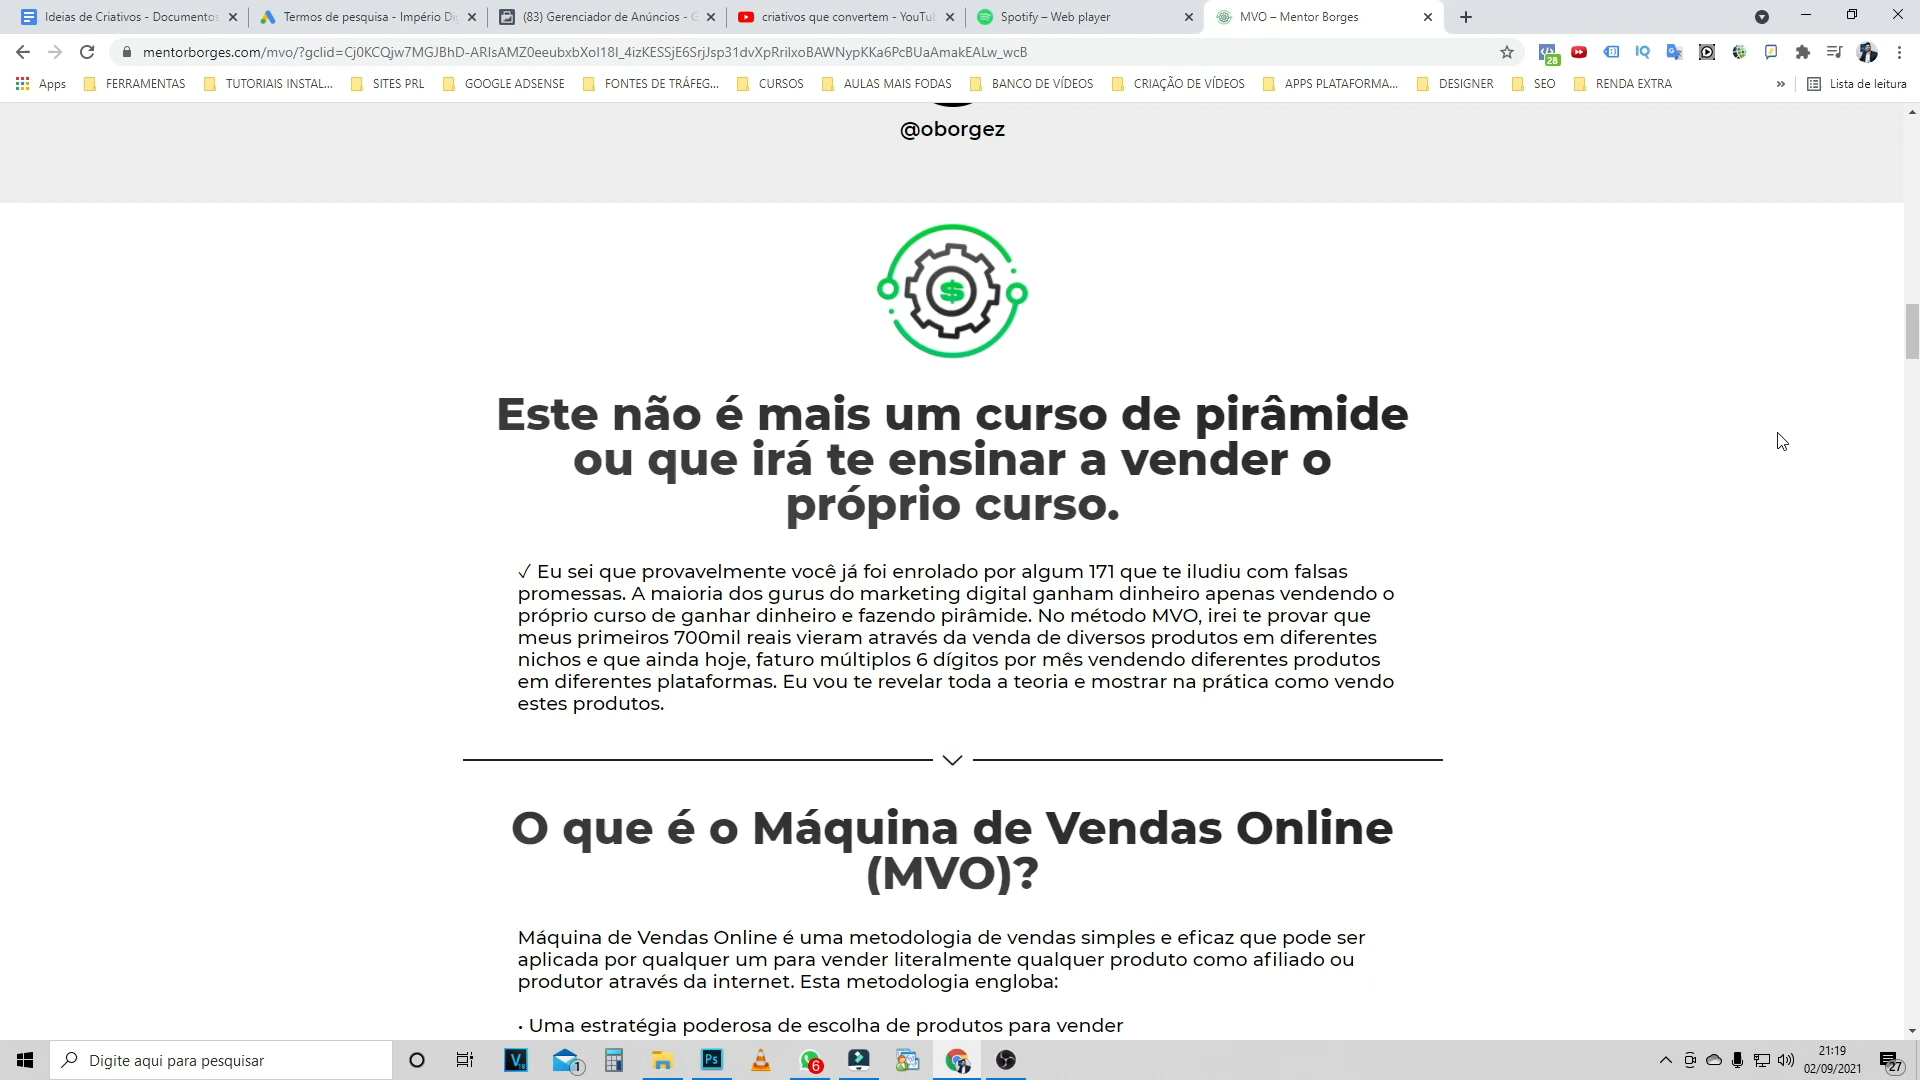 Ideias de Criativos - Documentos
Termos de pesquisa - Império Di
(83) Gerenciador de Anúncios - G
criativos que convertem - YouTu
Spotify – Web player
MVO – Mentor Borges
mentorborges.com/mvo/?gclid=Cj0KCQjw7MGJBhD-ARIsAMZ0eeubxbXoI18I_4izKESSjE6SrjJsp31dvXpRrilxoBAWNypKKa6PcBUaAmakEALw_wcB
28
Apps
FERRAMENTAS
TUTORIAIS INSTAL...
SITES PRL
GOOGLE ADSENSE
FONTES DE TRÁFEG...
CURSOS
AULAS MAIS FODAS
BANCO DE VÍDEOS
CRIAÇÃO DE VÍDEOS
APPS PLATAFORMA...
DESIGNER
SEO
RENDA EXTRA
»
Lista de leitura
@oborgez
$
Este não é mais um curso de pirâmide
ou que irá te ensinar a vender o
próprio curso.
✓ Eu sei que provavelmente você já foi enrolado por algum 171 que te iludiu com falsas
promessas. A maioria dos gurus do marketing digital ganham dinheiro apenas vendendo o
próprio curso de ganhar dinheiro e fazendo pirâmide. No método MVO, irei te provar que
meus primeiros 700mil reais vieram através da venda de diversos produtos em diferentes
nichos e que ainda hoje, faturo múltiplos 6 dígitos por mês vendendo diferentes produtos
em diferentes plataformas. Eu vou te revelar toda a teoria e mostrar na prática como vendo
estes produtos.
O que é o Máquina de Vendas Online
(MVO)?
Máquina de Vendas Online é uma metodologia de vendas simples e eficaz que pode ser
aplicada por qualquer um para vender literalmente qualquer produto como afiliado ou
produtor através da internet. Esta metodologia engloba:
• Uma estratégia poderosa de escolha de produtos para vender
Digite aqui para pesquisar
1
Ps
6
21:19
02/09/2021
27